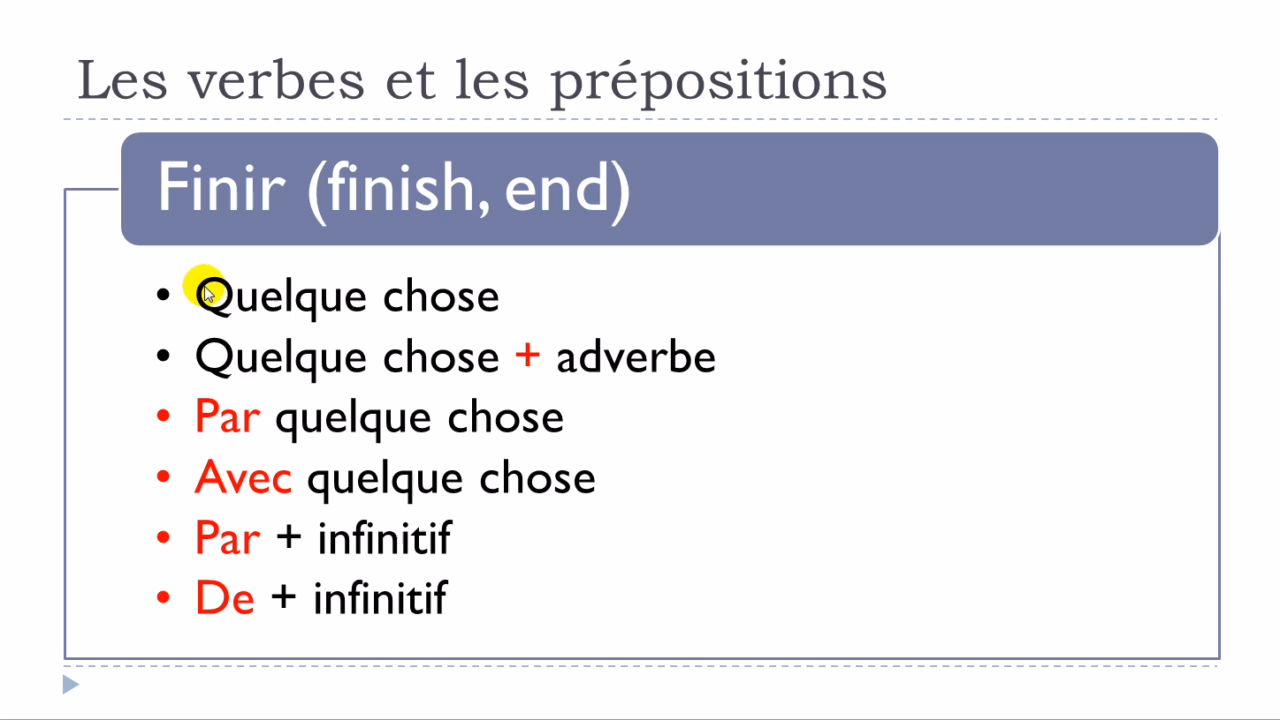 Les verbes et les prépositions
Finir (finish, end)
• Quelque chose
• Quelque chose + adverbe
• Par quelque chose
• Avec quelque chose
• Par + infinitif
• De + infinitif